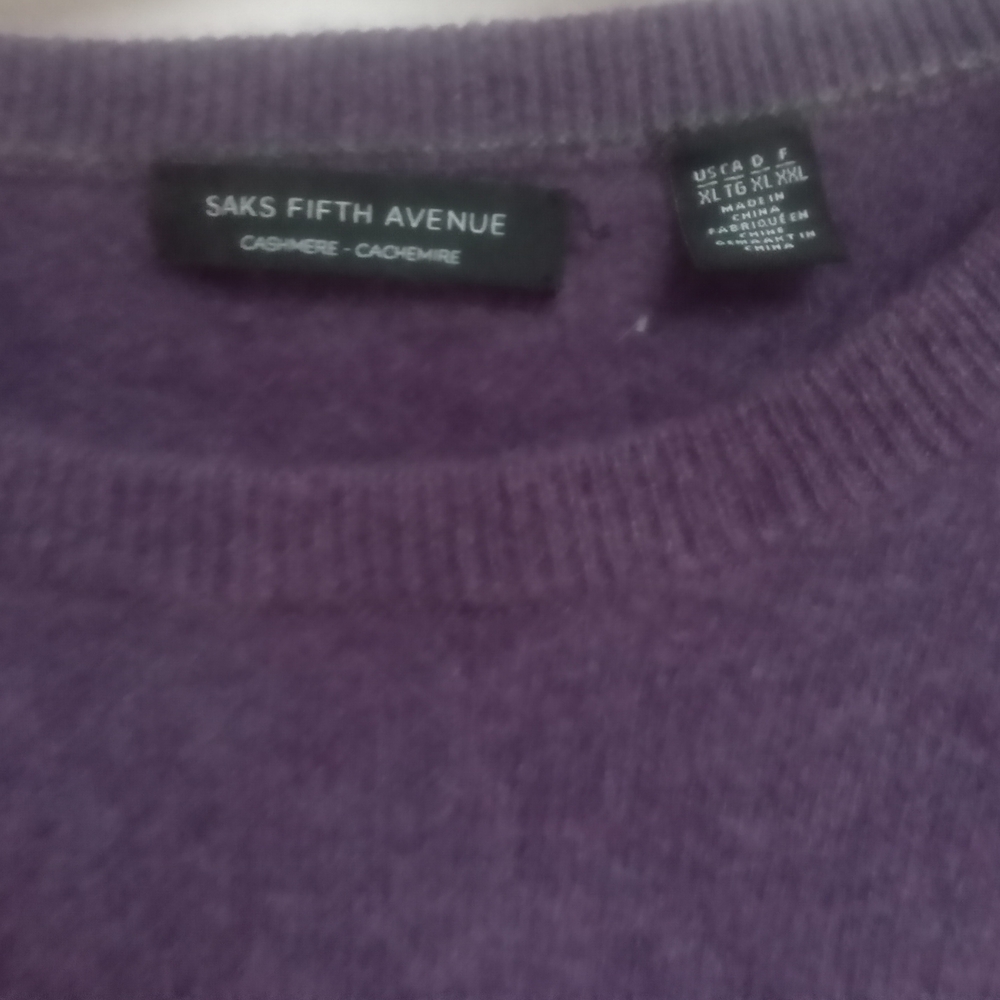 SAKS FIFTH AVENUE
CASHMERE - CACHEMIRE
US CA D F
XL TG XL XXL
MADE IN
CHINA
FABRIQUÉ EN
CHINE
GEMAAKT IN
CHINA